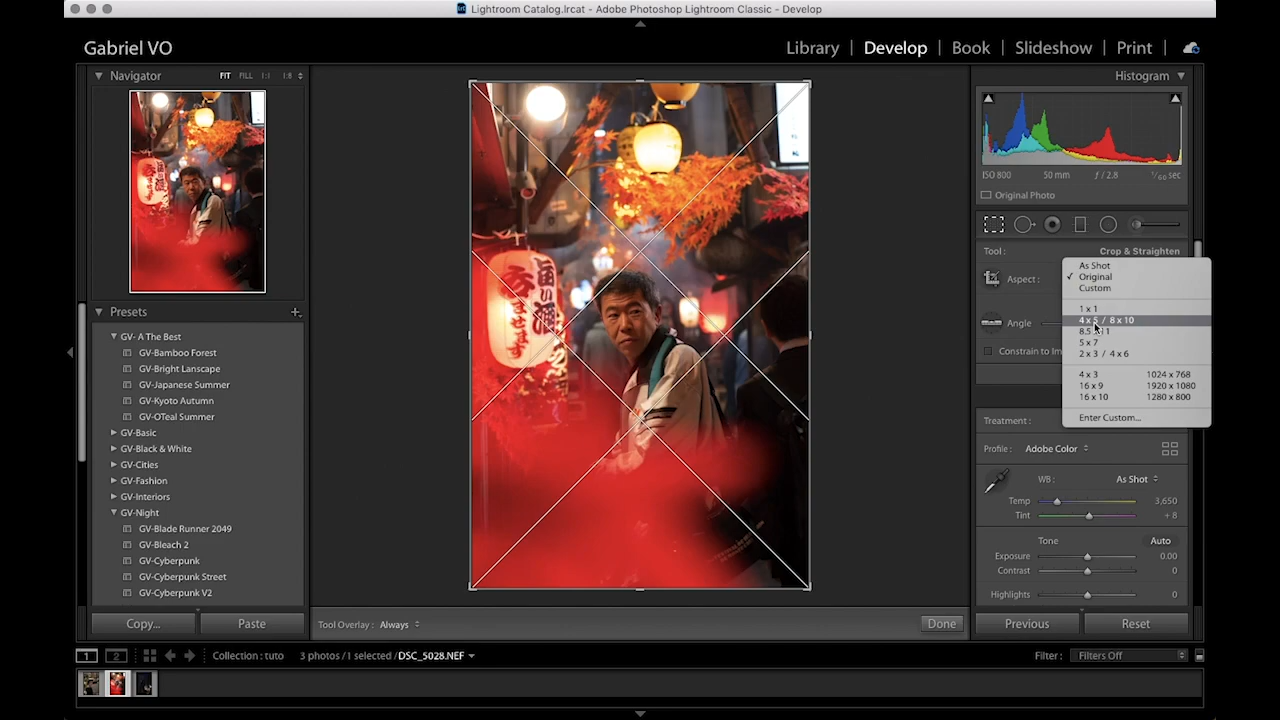 Lightroom Catalog.lrcat - Adobe Photoshop Lightroom Classic - Develop
Gabriel VO
Library | Develop | Book | Slideshow | Print |
Navigator FIT FILL 1:1 1:8
Histogram
ISO 800 50 mm ƒ / 2.8 1/60 sec
Original Photo
Tool : Crop & Straighten
Aspect :
Angle
Constrain to Im
As Shot
Original
Custom
1 x 1
4 x 5 / 8 x 10
5 x 7
2 x 3 / 4 x 6
4 x 3 1024 x 768
16 x 9 1920 x 1080
16 x 10 1280 x 800
Enter Custom...
Treatment :
Profile : Adobe Color
WB : As Shot
Temp 3,650
Tint + 8
Tone Auto
Exposure 0.00
Contrast 0
Highlights 0
Previous Reset
Presets +
GV- A The Best
GV-Bamboo Forest
GV-Bright Lanscape
GV-Japanese Summer
GV-Kyoto Autumn
GV-OTeal Summer
GV-Basic
GV-Black & White
GV-Cities
GV-Fashion
GV-Interiors
GV-Night
GV-Blade Runner 2049
GV-Bleach 2
GV-Cyberpunk
GV-Cyberpunk Street
GV-Cyberpunk V2
Copy... Paste
Tool Overlay : Always Done
1 2 Collection : tuto 3 photos / 1 selected / DSC_5028.NEF Filter : Filters Off